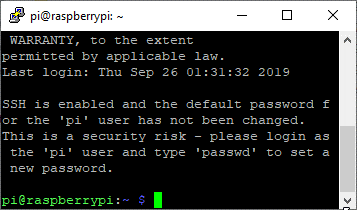 pi@raspberrypi: ~
WARRANTY, to the extent
permitted by applicable law.
Last login: Thu Sep 26 01:31:32 2019
SSH is enabled and the default password f
or the 'pi' user has not been changed.
This is a security risk - please login as
the 'pi' user and type 'passwd' to set a
new password.
pi@raspberrypi:~ $